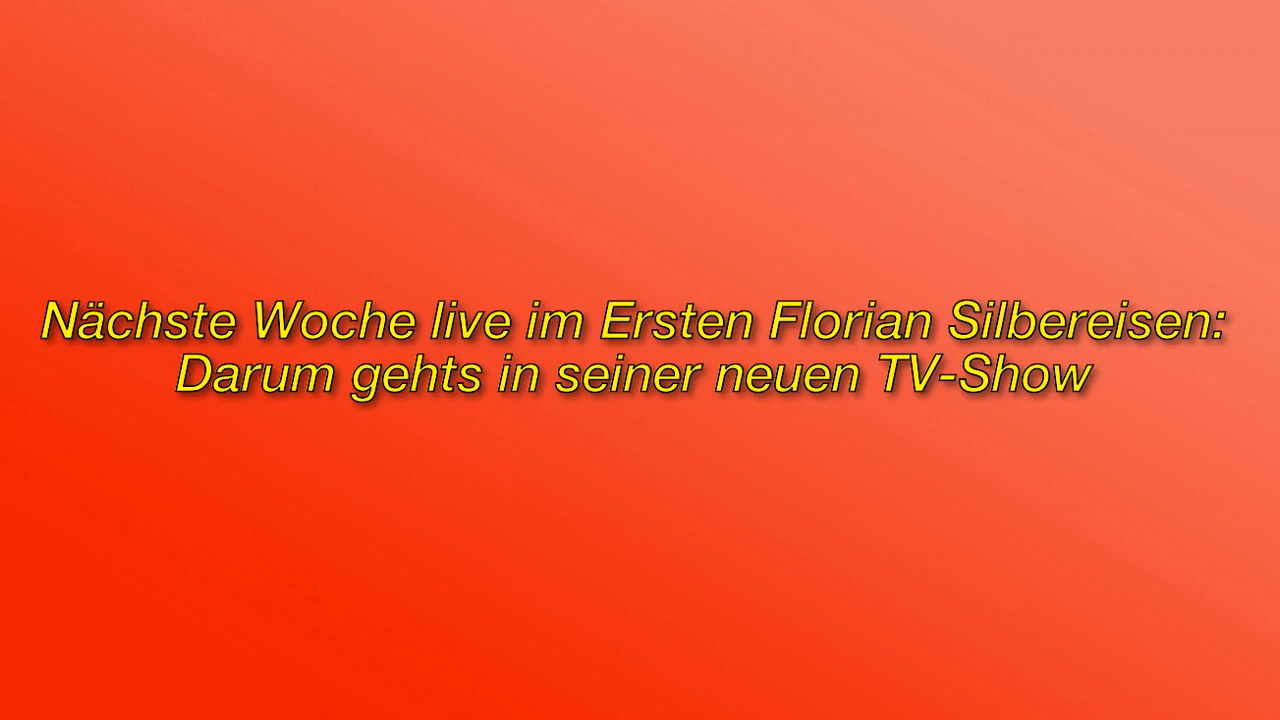 Nächste Woche live im Ersten Florian Silbereisen:
Darum gehts in seiner neuen TV-Show